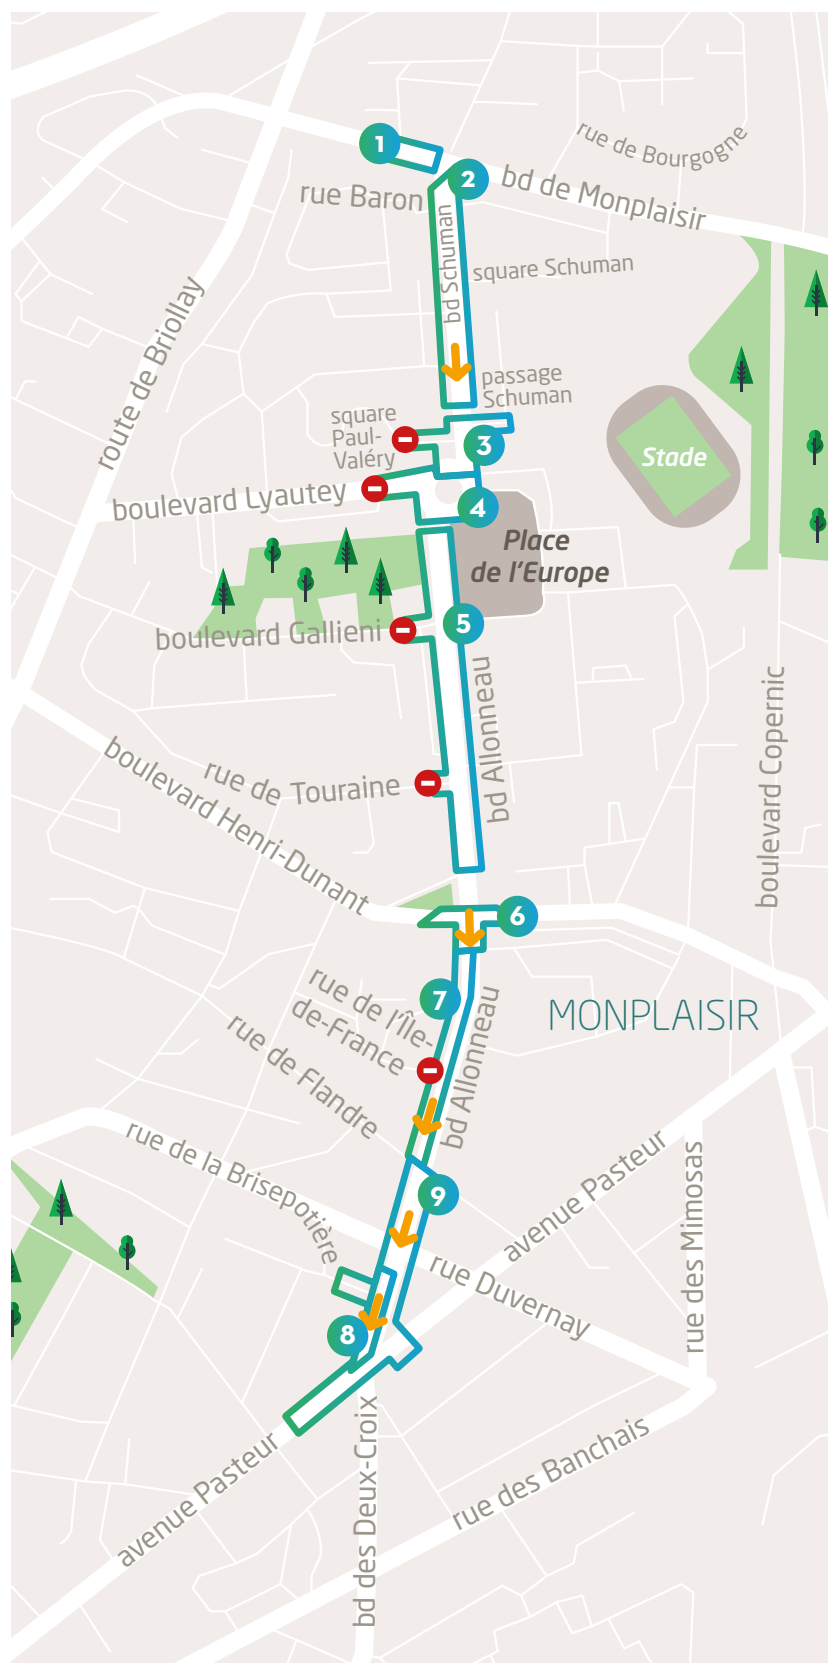 1
rue de Bourgogne
2
bd de Monplaisir
rue Baron
bd Schuman
square Schuman
route de Briollay
passage
Schuman
square
Paul-
Valéry
3
Stade
boulevard Lyautey
4
Place
de l'Europe
boulevard Gallieni
5
bd Allonneau
boulevard Copernic
rue de Touraine
boulevard Henri-Dunant
6
7
rue de l'Île-
de-France
MONPLAISIR
rue de Flandre
bd Allonneau
rue de la Brisepotière
9
avenue Pasteur
rue des Mimosas
rue Duvernay
8
avenue Pasteur
bd des Deux-Croix
rue des Banchais